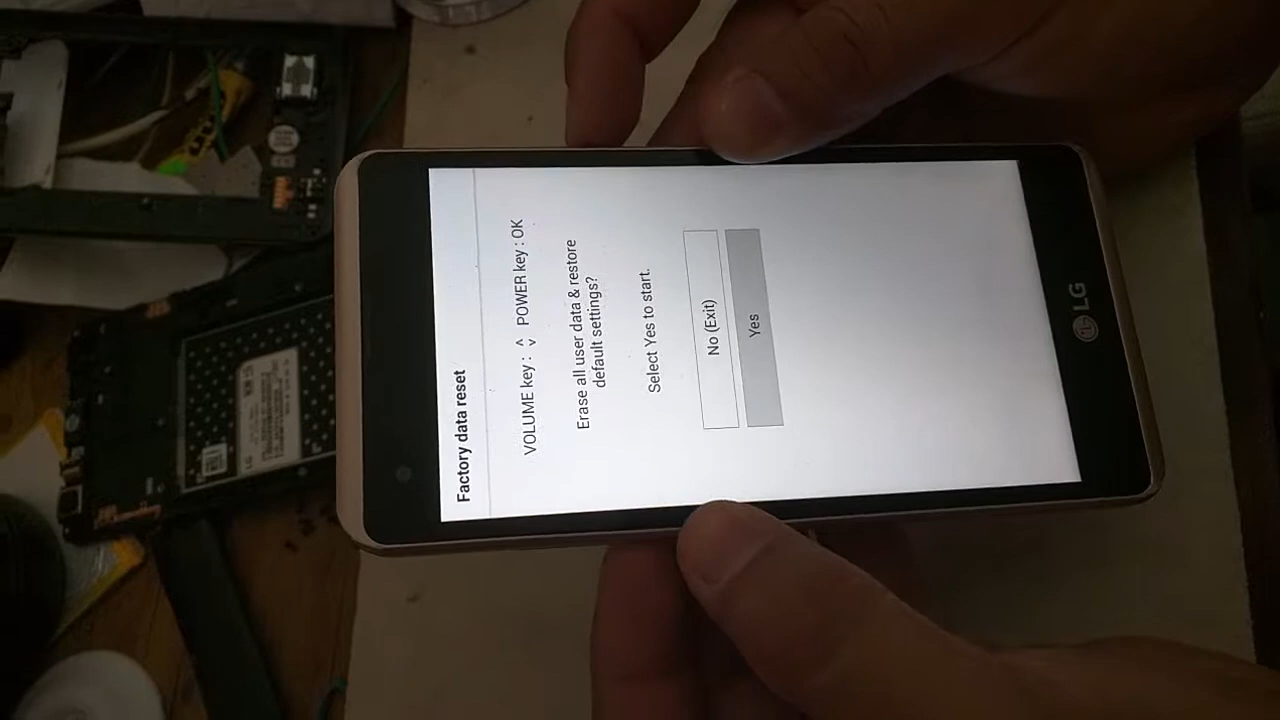 Factory data reset
VOLUME key : ^ v POWER key : OK
Erase all user data & restore
default settings?
Select Yes to start.
No (Exit)
Yes
LG
LG